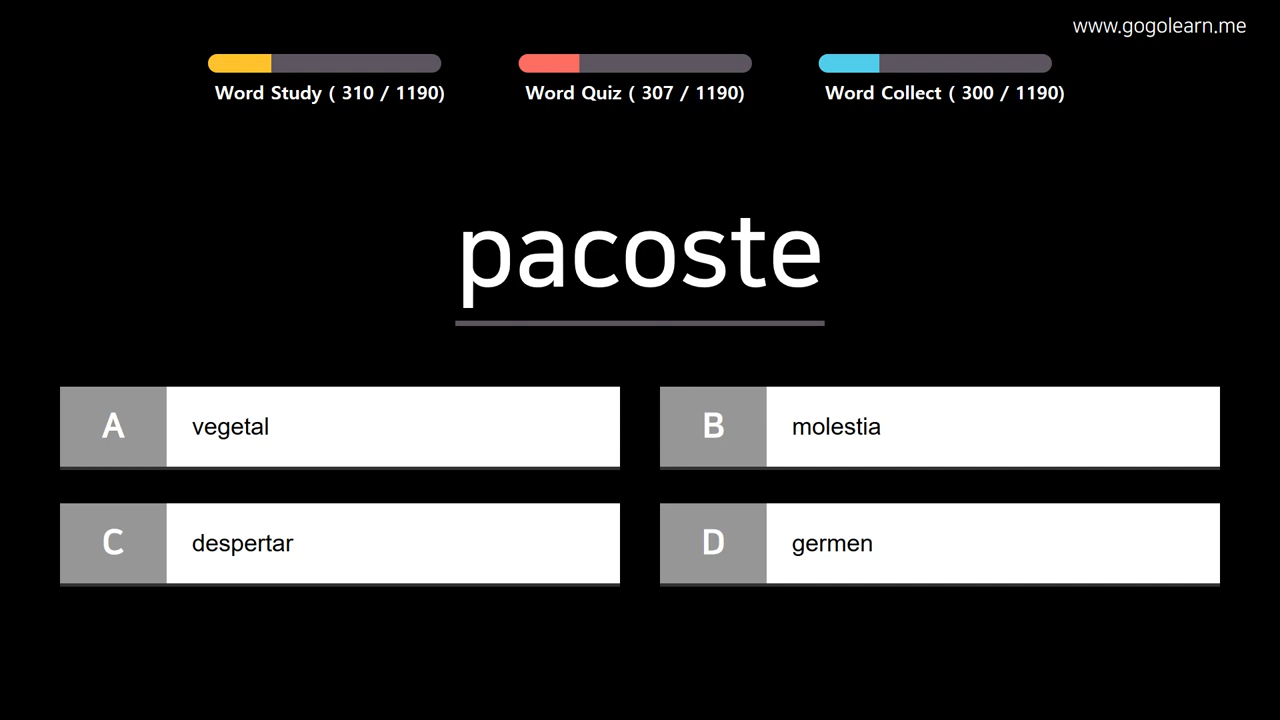 www.gogolearn.me
Word Study ( 310 / 1190)
Word Quiz ( 307 / 1190)
Word Collect ( 300 / 1190)
pacoste
A vegetal
B molestia
C despertar
D germen